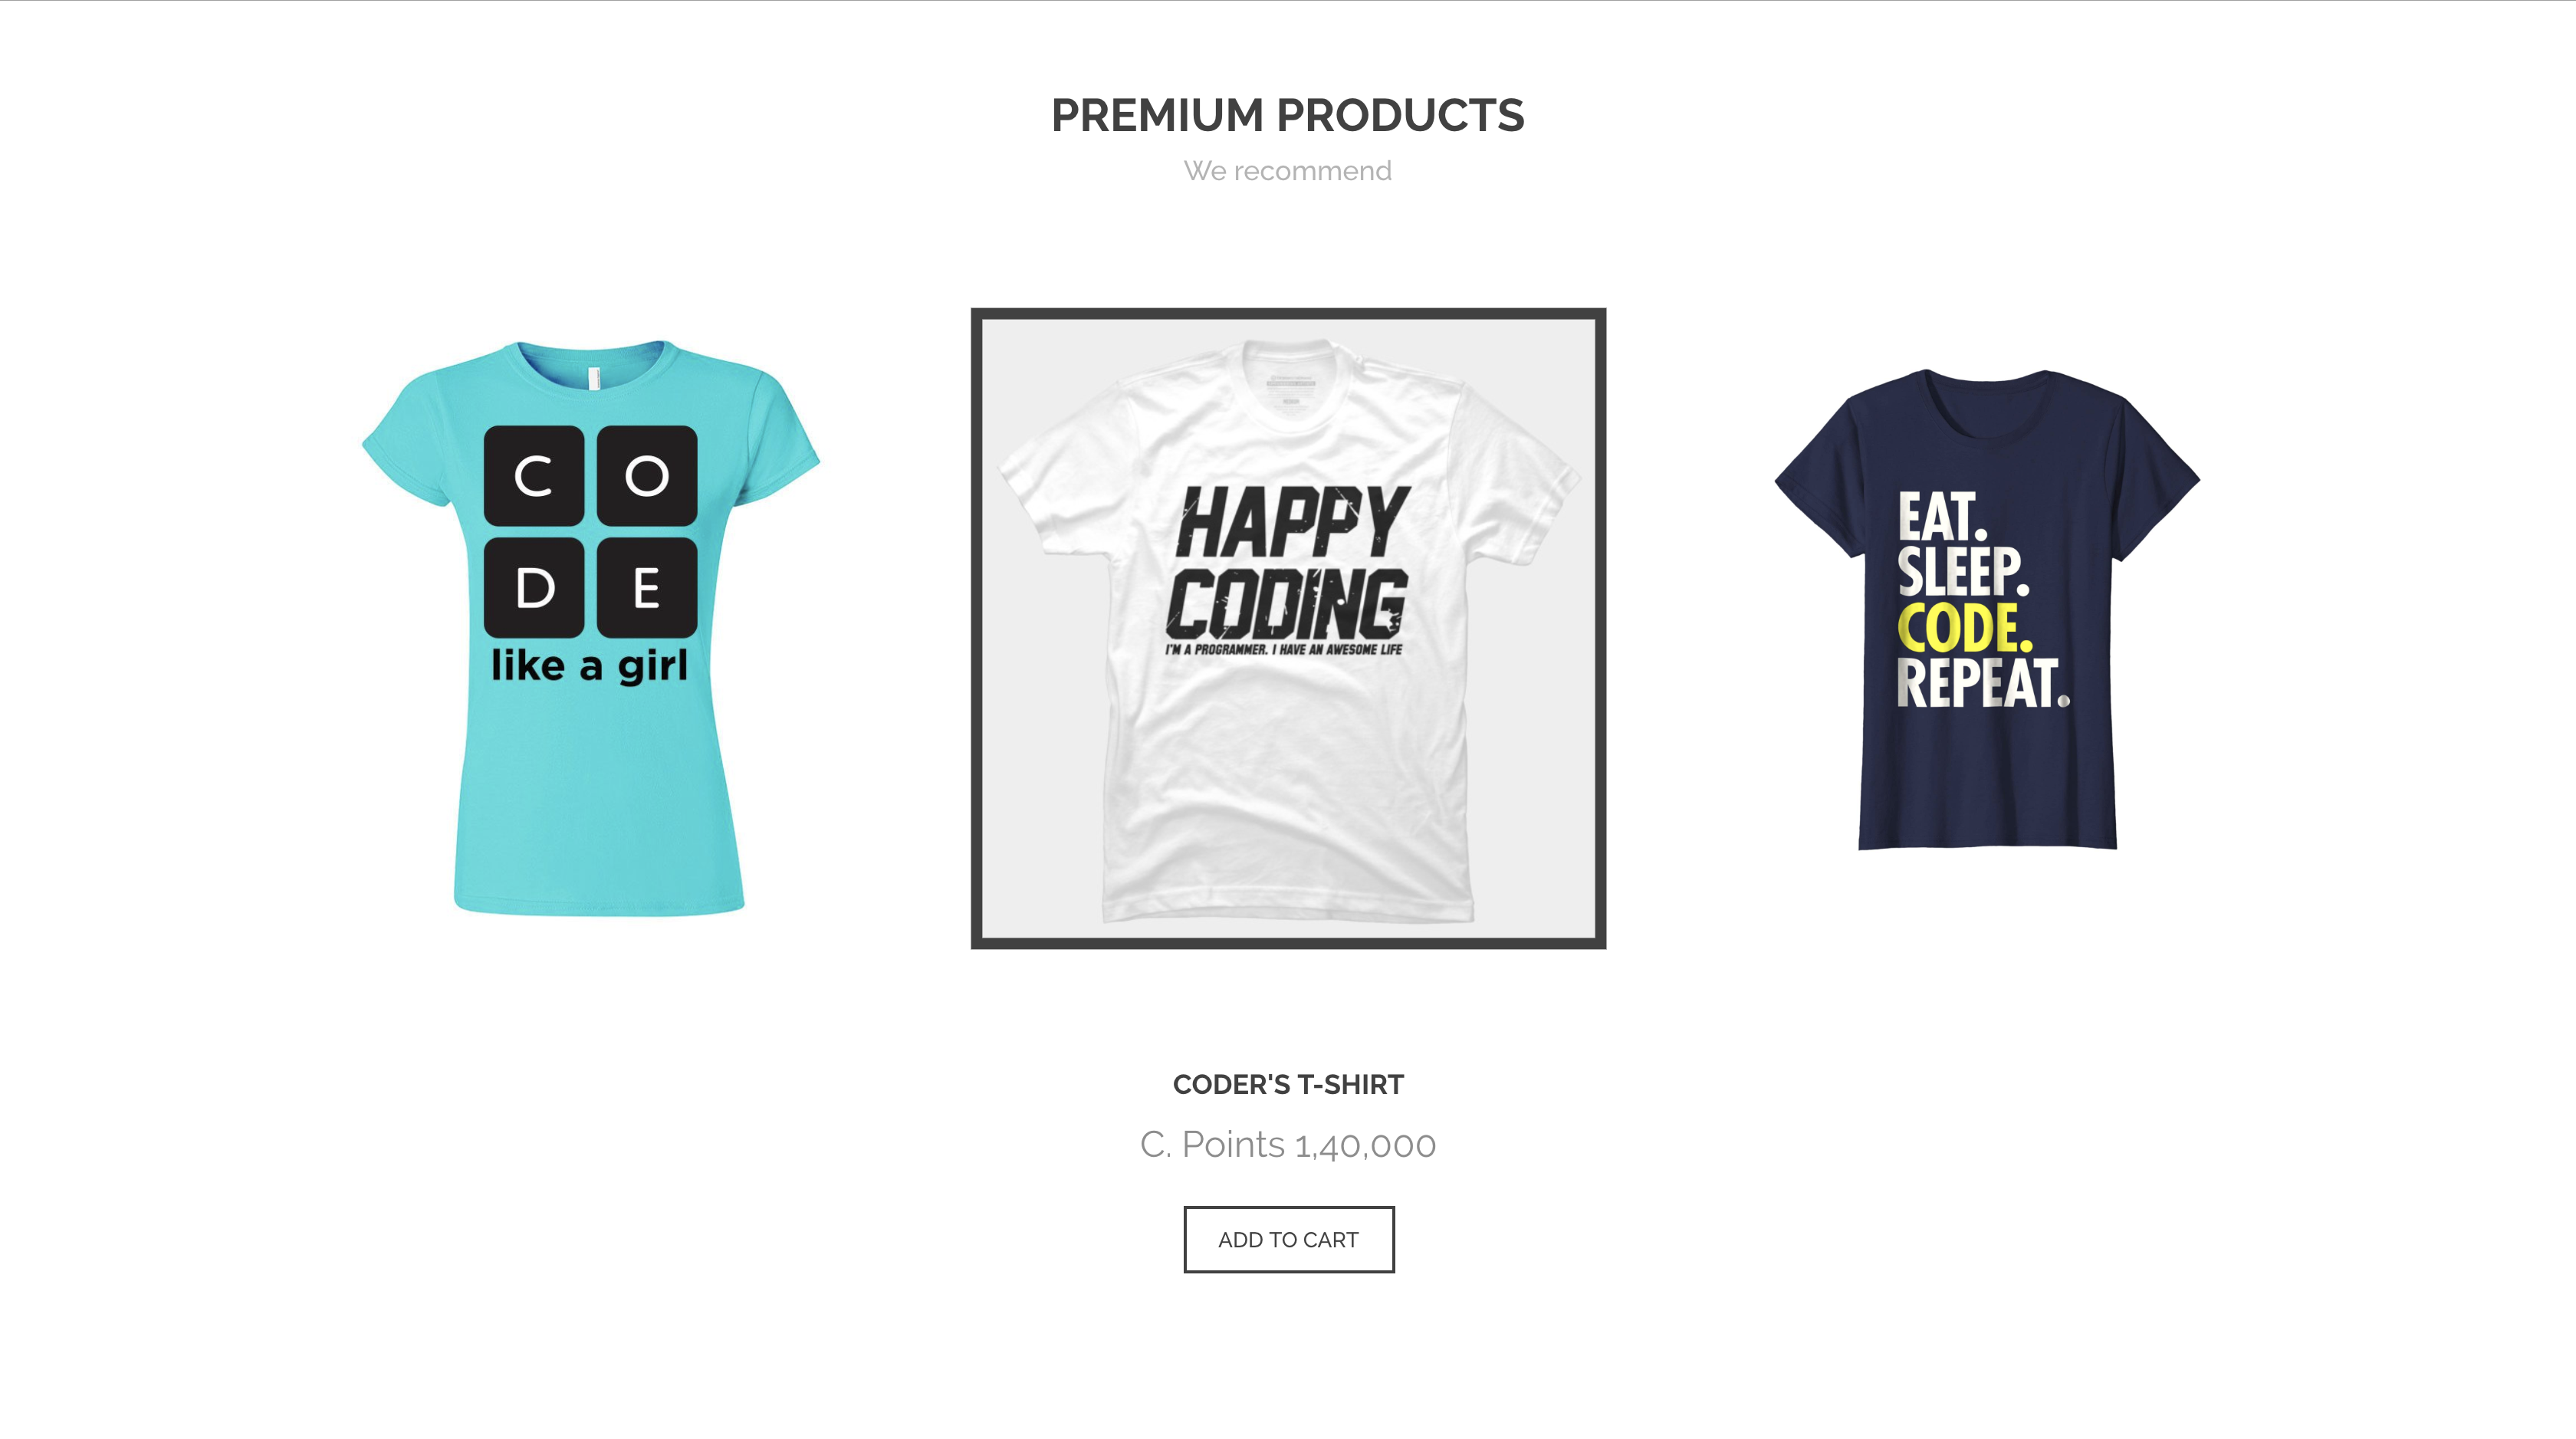 PREMIUM PRODUCTS
We recommend
C O
D E
like a girl
HAPPY
CODING
I'M A PROGRAMMER. I HAVE AN AWESOME LIFE
EAT.
SLEEP.
CODE.
REPEAT.
CODER'S T-SHIRT
C. Points 1,40,000
ADD TO CART